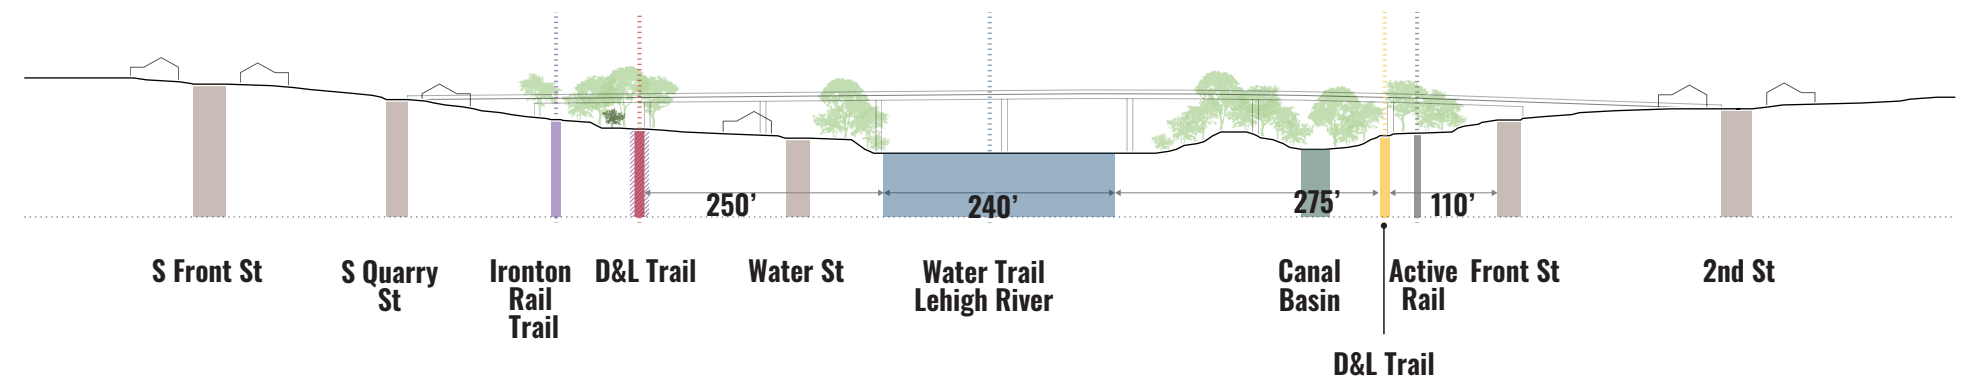 250’
240’
275’
110’
S Front St
S Quarry
St
Ironton
Rail
Trail
D&L Trail
Water St
Water Trail
Lehigh River
Canal
Basin
Active
Rail
Front St
2nd St
D&L Trail